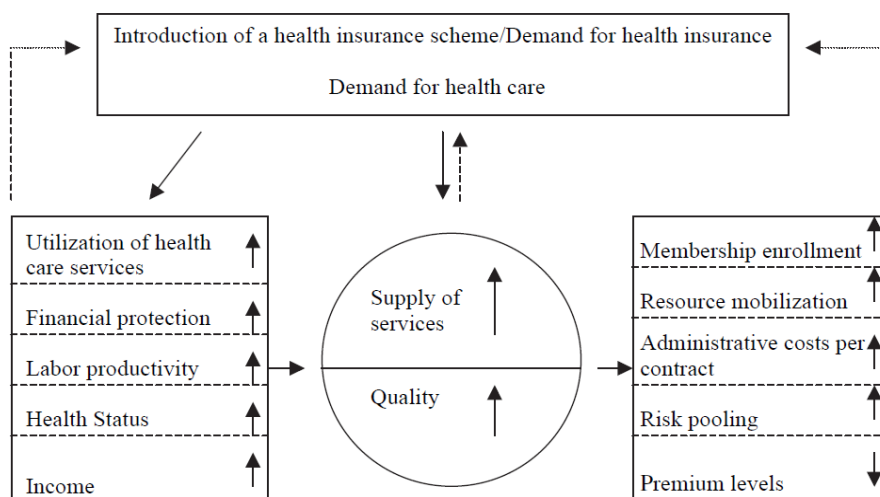 Introduction of a health insurance scheme/Demand for health insurance
Demand for health care
Utilization of health
care services
Financial protection
Labor productivity
Health Status
Income
Supply of
services
Quality
Membership enrollment
Resource mobilization
Administrative costs per
contract
Risk pooling
Premium levels